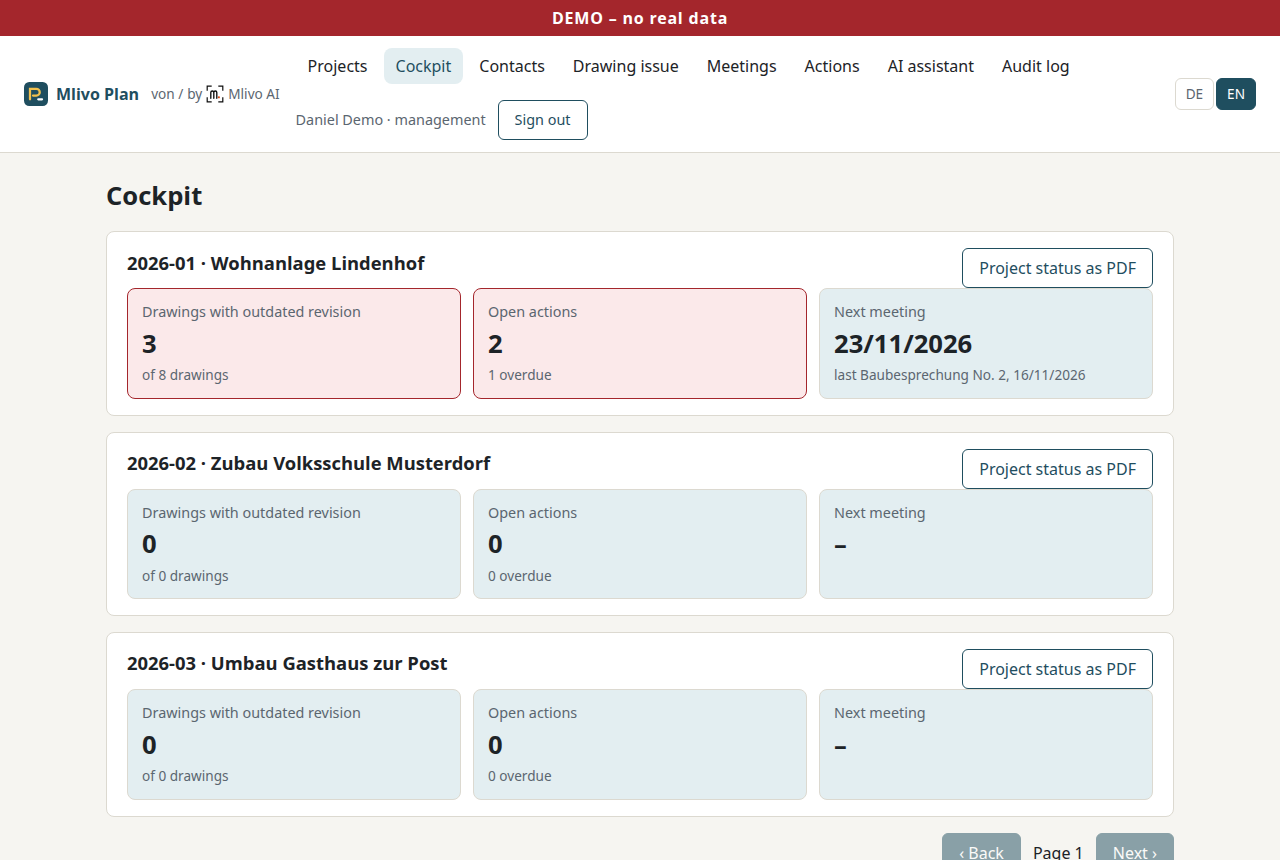 DEMO – no real data
Projects Cockpit Contacts Drawing issue Meetings Actions AI assistant Audit log
Mlivo Plan von / by m. Mlivo AI
DE EN
Daniel Demo · management Sign out
Cockpit
2026-01 · Wohnanlage Lindenhof
Project status as PDF
Drawings with outdated revision
3
of 8 drawings
Open actions
2
1 overdue
Next meeting
23/11/2026
last Baubesprechung No. 2, 16/11/2026
2026-02 · Zubau Volksschule Musterdorf
Project status as PDF
Drawings with outdated revision
0
of 0 drawings
Open actions
0
0 overdue
Next meeting
–
2026-03 · Umbau Gasthaus zur Post
Project status as PDF
Drawings with outdated revision
0
of 0 drawings
Open actions
0
0 overdue
Next meeting
–
‹ Back Page 1 Next ›